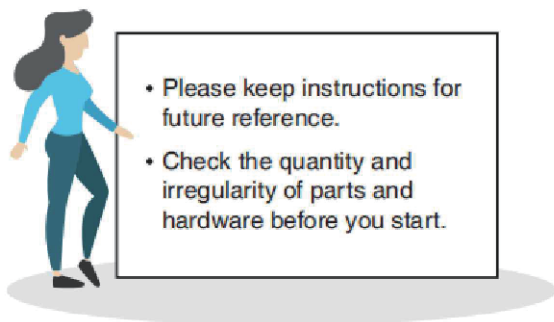 • Please keep instructions for
future reference.
• Check the quantity and
irregularity of parts and
hardware before you start.